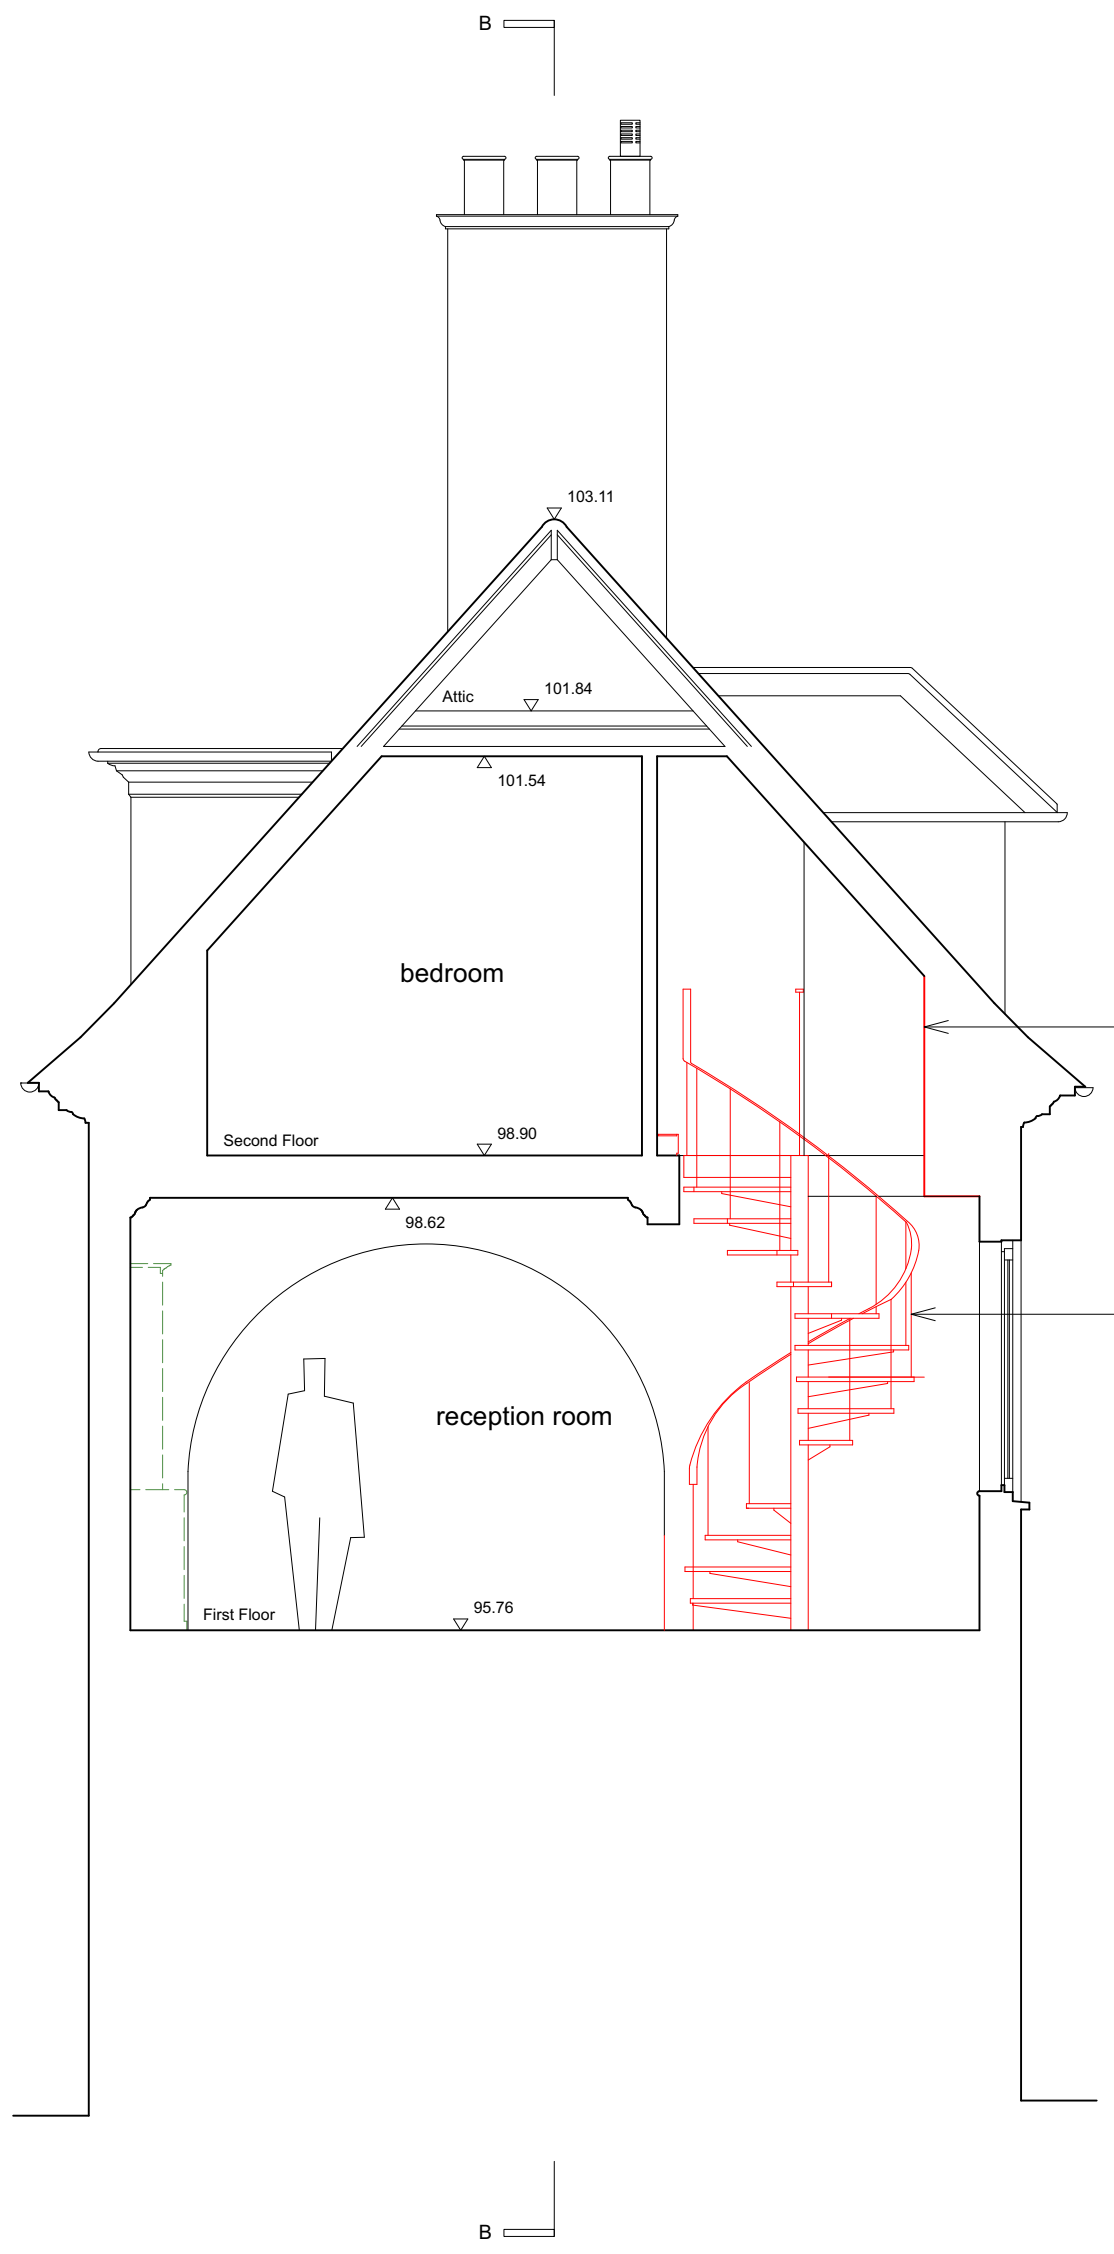 B
103.11
Attic
101.84
101.54
bedroom
Second Floor
98.90
98.62
reception room
First Floor
95.76
B